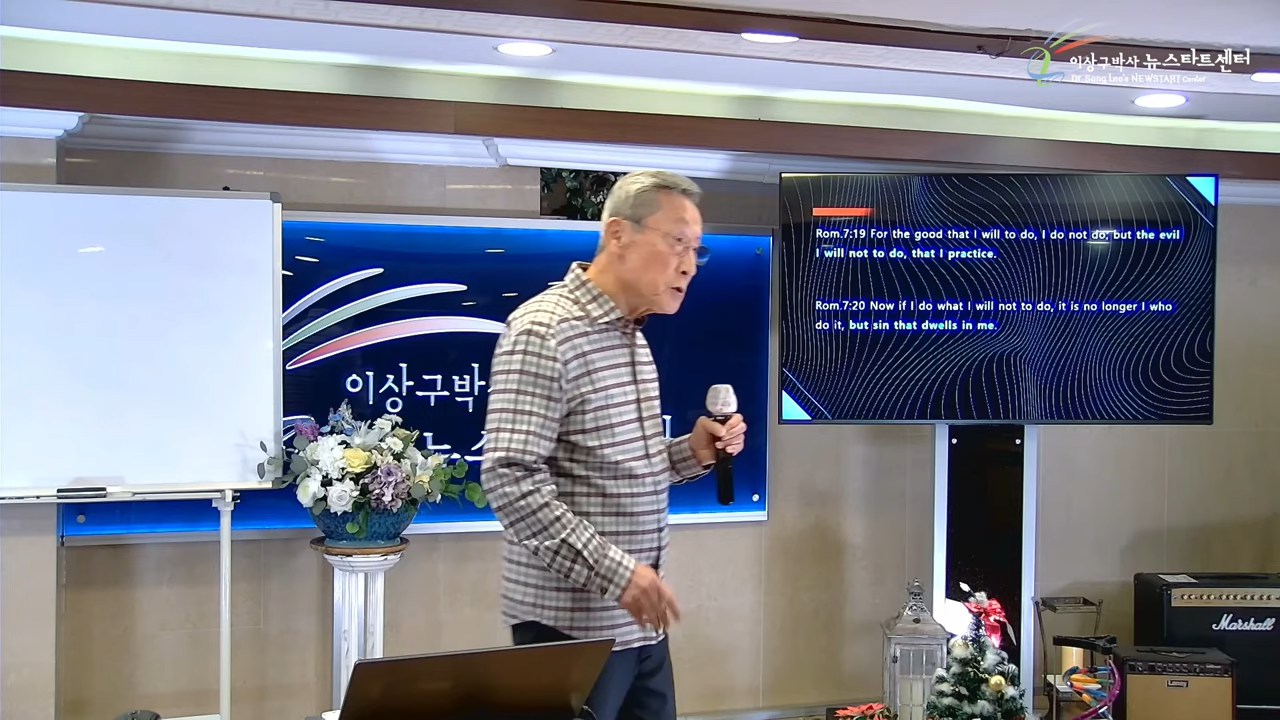 이상구박사 뉴스타트센터
Dr. Sang Lee's NEWSTART Center
Rom.7:19 For the good that I will to do, I do not do; but the evil
I will not to do, that I practice.
Rom.7:20 Now if I do what I will not to do, it is no longer I who
do it, but sin that dwells in me.
이상구박
Marshall
Laney